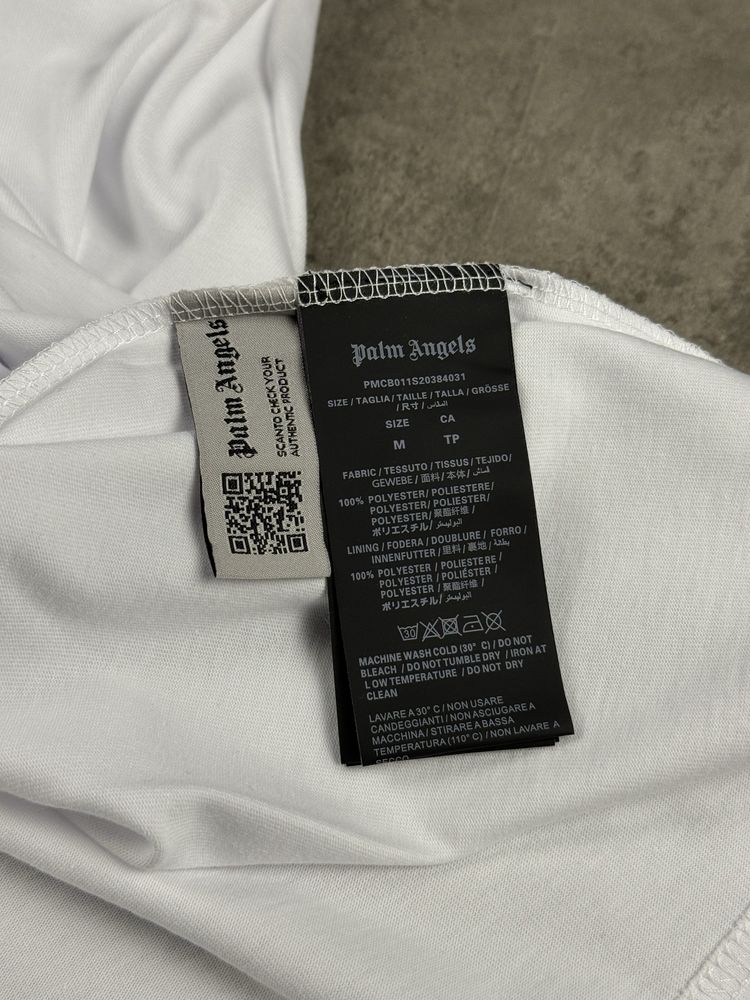 Palm Angels
SCANTO CHECK YOUR
AUTHENTIC PRODUCT
Palm Angels
PMCB011S20384031
SIZE / TAGLIA / TAILLE / TALLA / GRÖSSE
/ 尺寸 / المقاس
SIZE CA
M TP
FABRIC / TESSUTO / TISSUS / TEJIDO/
GEWEBE / 面料 / 本体 / قماش
100% POLYESTER / POLIESTERE/
POLYESTER / POLIÉSTER/
POLYESTER / 聚酯纤维 /
ポリエステル / البوليستر
LINING / FODERA / DOUBLURE / FORRO /
INNENFUTTER / 里料 / 裏地 / بطانة
100% POLYESTER / POLIESTERE /
POLYESTER / POLIÉSTER /
POLYESTER / 聚酯纤维 /
ポリエステル / البوليستر
30
MACHINE WASH COLD (30° C) / DO NOT
BLEACH / DO NOT TUMBLE DRY / IRON AT
LOW TEMPERATURE / DO NOT DRY
CLEAN
LAVARE A 30° C / NON USARE
CANDEGGIANTI / NON ASCIUGARE A
MACCHINA / STIRARE A BASSA
TEMPERATURA (110° C) / NON LAVARE A
SECCO